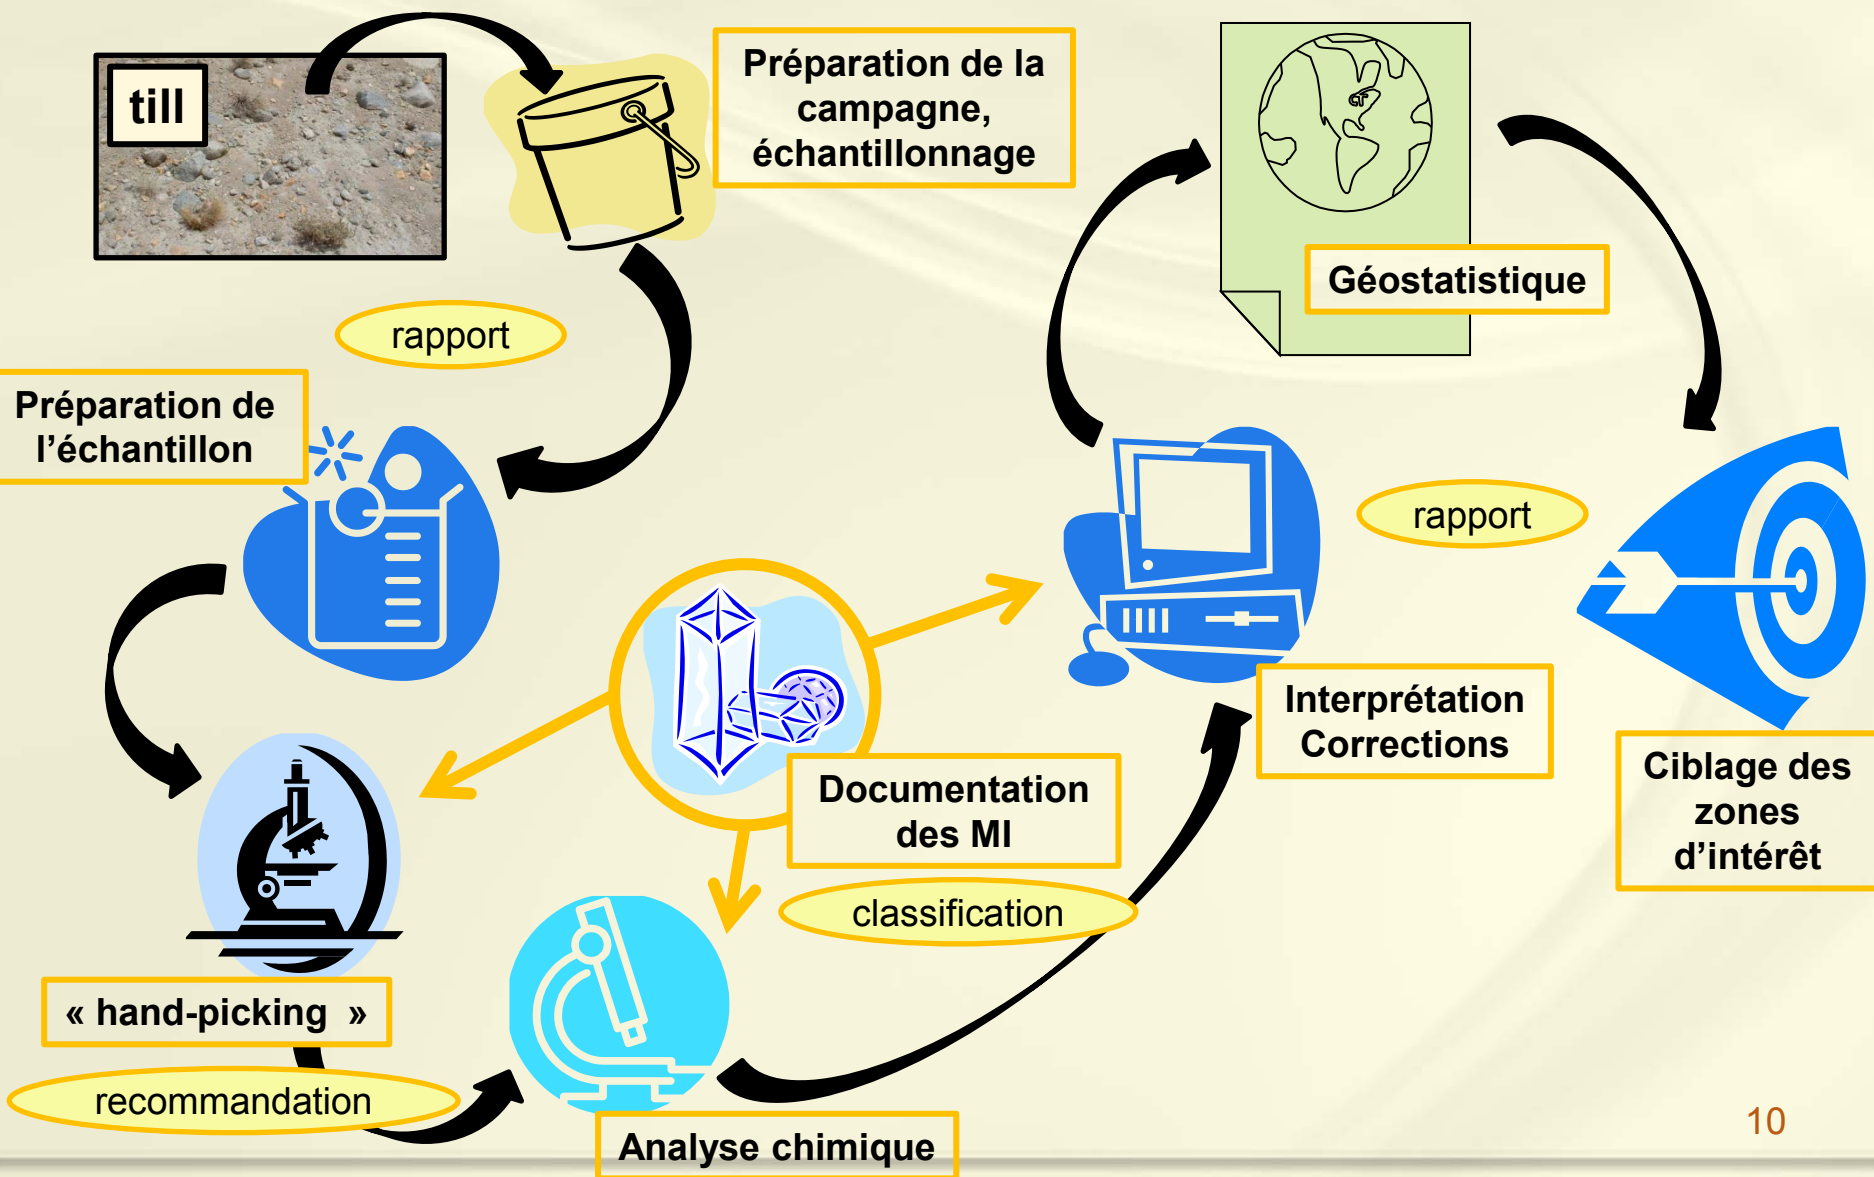 till
Préparation de la
campagne,
échantillonnage
Géostatistique
rapport
Préparation de
l'échantillon
rapport
Interprétation
Corrections
Ciblage des
zones
d'intérêt
Documentation
des MI
classification
« hand-picking »
recommandation
Analyse chimique
10